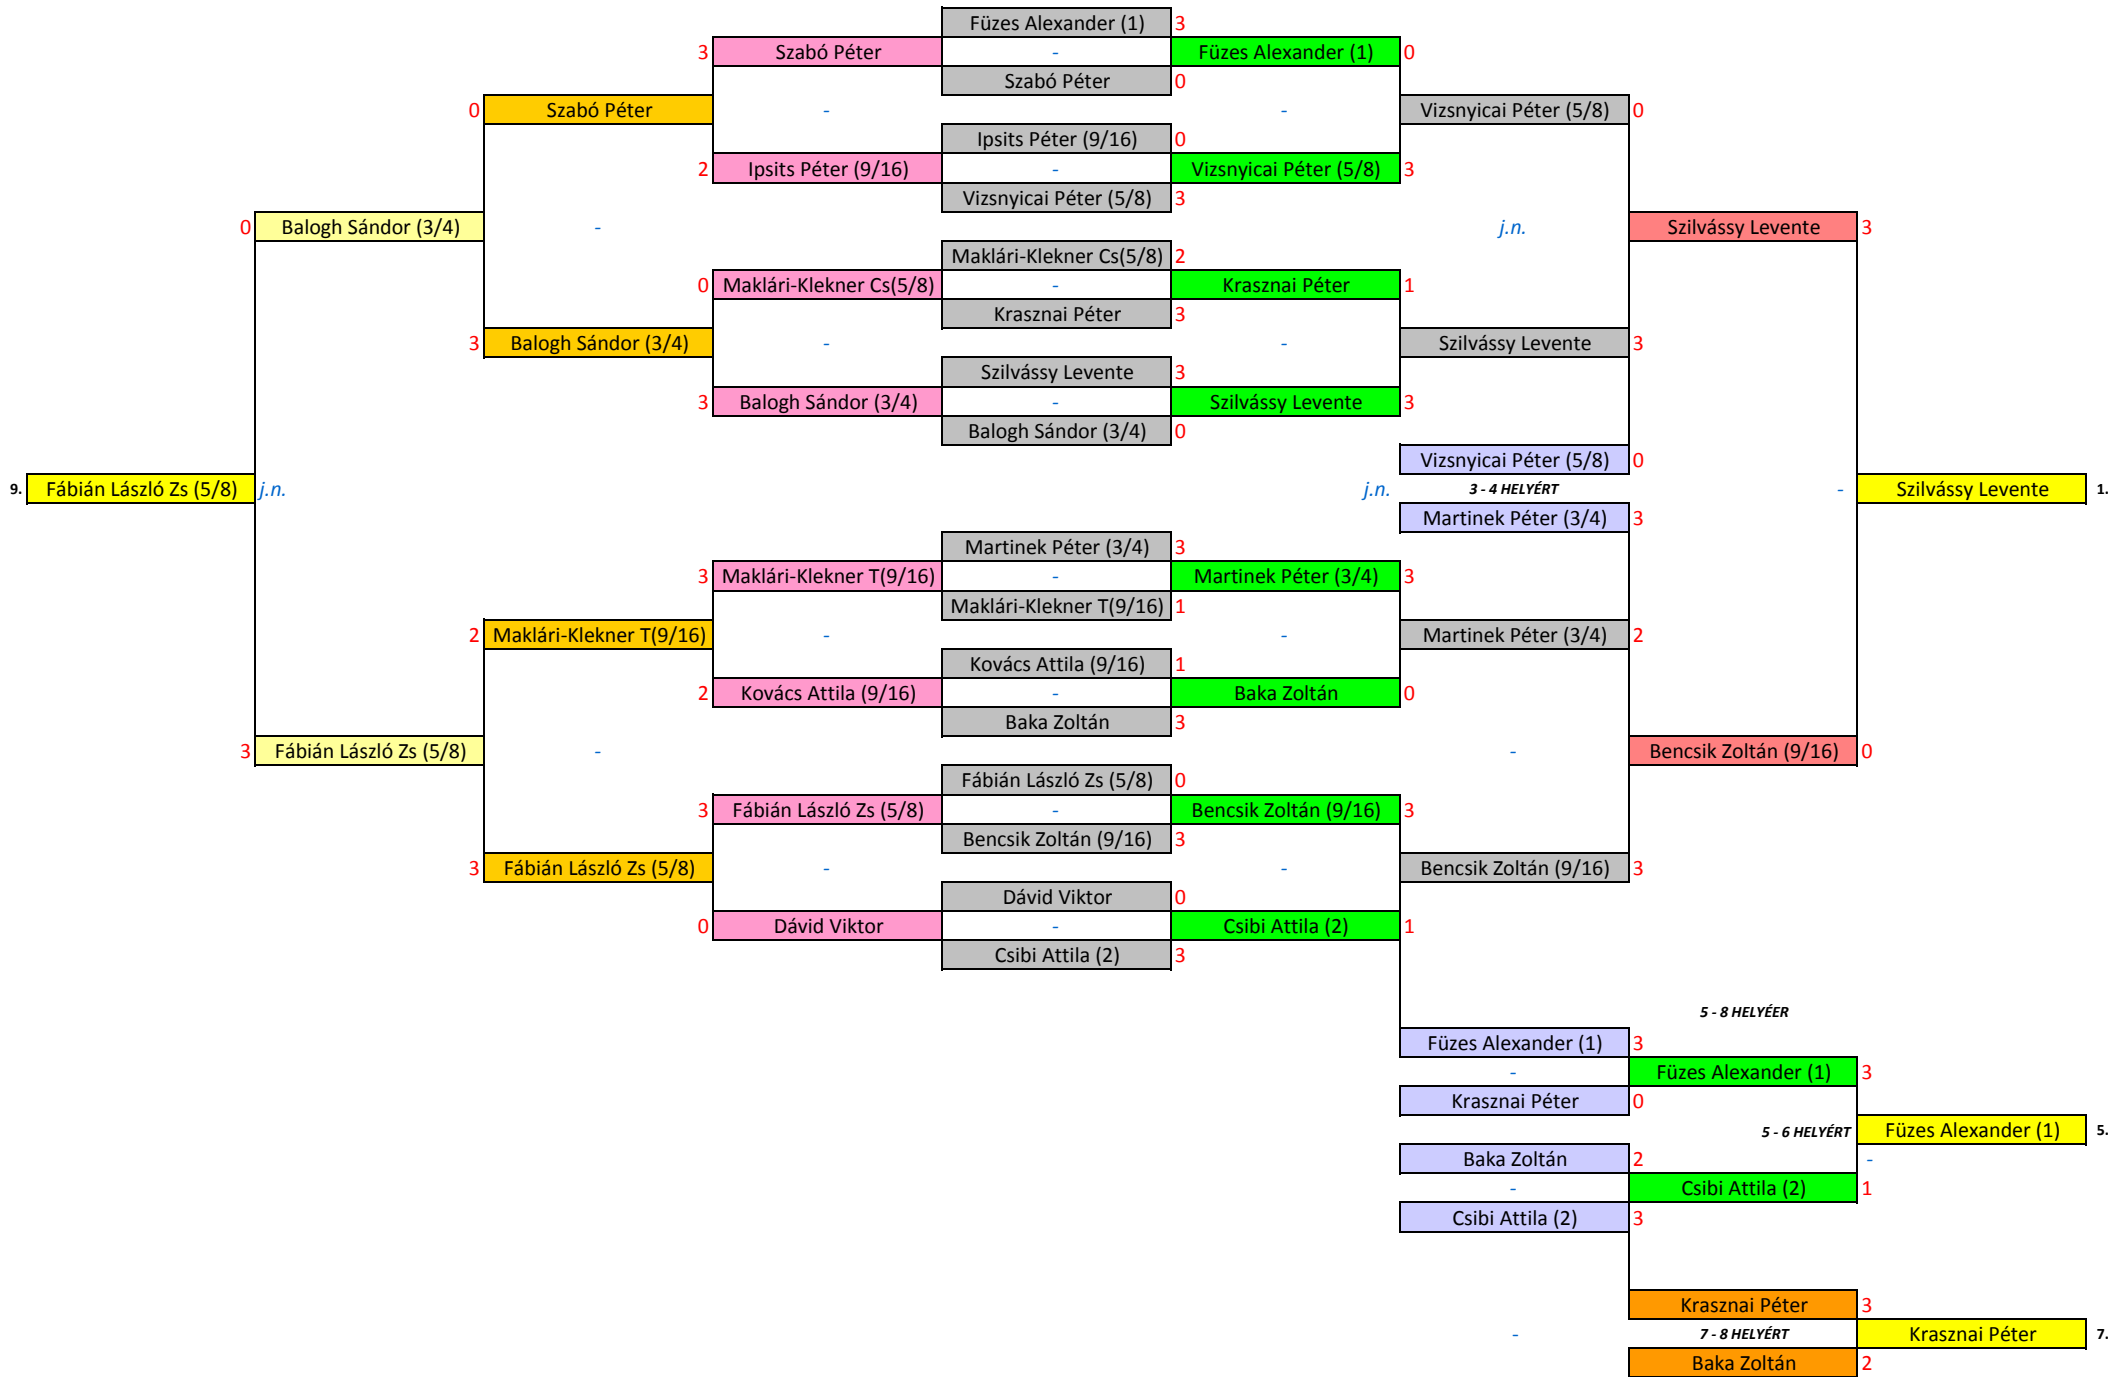 Füzes Alexander (1) 3
3 Szabó Péter - Füzes Alexander (1) 0
Szabó Péter 0
0 Szabó Péter - - Vizsnyicai Péter (5/8) 0
Ipsits Péter (9/16) 0
2 Ipsits Péter (9/16) - Vizsnyicai Péter (5/8) 3
Vizsnyicai Péter (5/8) 3
0 Balogh Sándor (3/4) - j.n. Szilvássy Levente 3
Maklári-Klekner Cs(5/8) 2
0 Maklári-Klekner Cs(5/8) - Krasznai Péter 1
Krasznai Péter 3
3 Balogh Sándor (3/4) - - Szilvássy Levente 3
Szilvássy Levente 3
3 Balogh Sándor (3/4) - Szilvássy Levente 3
Balogh Sándor (3/4) 0
Vizsnyicai Péter (5/8) 0
9. Fábián László Zs (5/8) j.n. j.n. 3 - 4 HELYÉRT - Szilvássy Levente 1.
Martinek Péter (3/4) 3
Martinek Péter (3/4) 3
3 Maklári-Klekner T(9/16) - Martinek Péter (3/4) 3
Maklári-Klekner T(9/16) 1
2 Maklári-Klekner T(9/16) - - Martinek Péter (3/4) 2
Kovács Attila (9/16) 1
2 Kovács Attila (9/16) - Baka Zoltán 0
Baka Zoltán 3
3 Fábián László Zs (5/8) - - Bencsik Zoltán (9/16) 0
Fábián László Zs (5/8) 0
3 Fábián László Zs (5/8) - Bencsik Zoltán (9/16) 3
Bencsik Zoltán (9/16) 3
3 Fábián László Zs (5/8) - - Bencsik Zoltán (9/16) 3
Dávid Viktor 0
0 Dávid Viktor - Csibi Attila (2) 1
Csibi Attila (2) 3
5 - 8 HELYÉER
Füzes Alexander (1) 3
- Füzes Alexander (1) 3
Krasznai Péter 0
5 - 6 HELYÉRT Füzes Alexander (1) 5.
Baka Zoltán 2 -
- Csibi Attila (2) 1
Csibi Attila (2) 3
Krasznai Péter 3
- 7 - 8 HELYÉRT Krasznai Péter 7.
Baka Zoltán 2